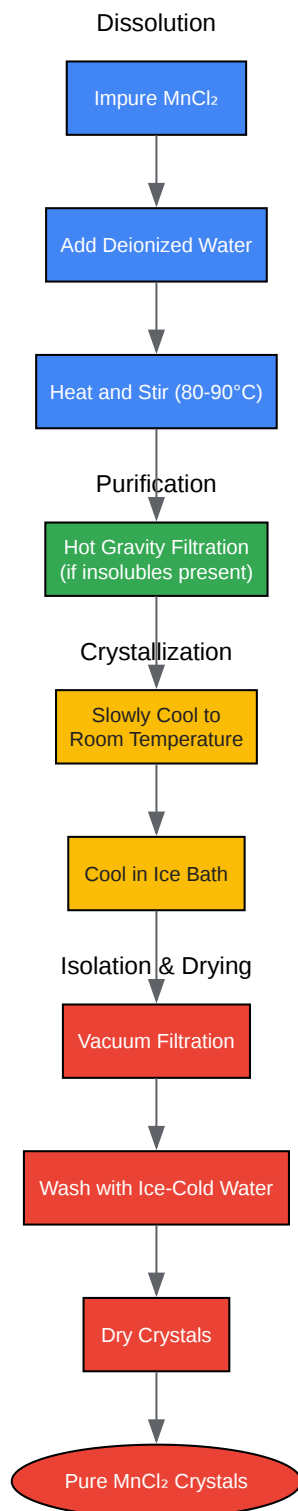 Dissolution
Impure MnCl₂
Add Deionized Water
Heat and Stir (80-90°C)
Purification
Hot Gravity Filtration
(if insolubles present)
Crystallization
Slowly Cool to
Room Temperature
Cool in Ice Bath
Isolation & Drying
Vacuum Filtration
Wash with Ice-Cold Water
Dry Crystals
Pure MnCl₂ Crystals